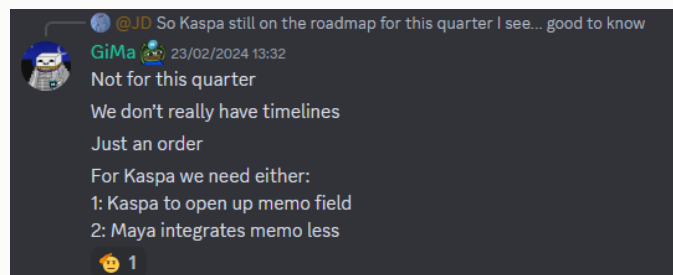 @JD So Kaspa still on the roadmap for this quarter I see... good to know
GiMa 23/02/2024 13:32
Not for this quarter
We don't really have timelines
Just an order
For Kaspa we need either:
1: Kaspa to open up memo field
2: Maya integrates memo less
1